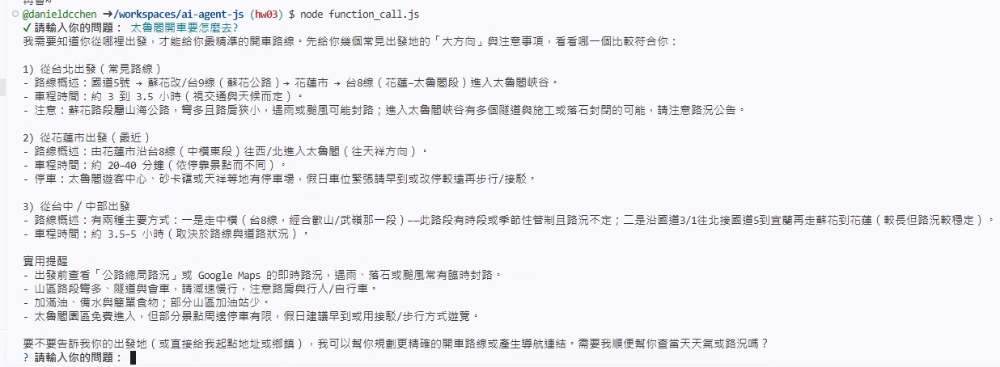 再會~
@danieldcchen ➜/workspaces/ai-agent-js (hw03) $ node function_call.js
✔ 請輸入你的問題： 太魯閣開車要怎麼去?
我需要知道你從哪裡出發，才能給你最精準的開車路線。先給你幾個常見出發地的「大方向」與注意事項，看看哪一個比較符合你：
1) 從台北出發（常見路線）
- 路線概述：國道5號 → 蘇花改/台9線（蘇花公路）→ 花蓮市 → 台8線（花蓮–太魯閣段）進入太魯閣峽谷。
- 車程時間：約 3 到 3.5 小時（視交通與天候而定）。
- 注意：蘇花路段屬山海公路，彎多且路肩狹小，遇雨或颱風可能封路；進入太魯閣峽谷有多個隧道與施工或落石封閉的可能，請注意路況公告。
2) 從花蓮市出發（最近）
- 路線概述：由花蓮市沿台8線（中橫東段）往西/北進入太魯閣（往天祥方向）。
- 車程時間：約 20–40 分鐘（依停靠景點而不同）。
- 停車：太魯閣遊客中心、砂卡礑或天祥等地有停車場，假日車位緊張請早到或改停較遠再步行/接駁。
3) 從台中／中部出發
- 路線概述：有兩種主要方式：一是走中橫（台8線，經合歡山/武嶺那一段）——此路段有時段或季節性管制且路況不定；二是沿國道3/1往北接國道5到宜蘭再走蘇花到花蓮（較長但路況較穩定）。
- 車程時間：約 3.5–5 小時（取決於路線與道路狀況）。
實用提醒
- 出發前查看「公路總局路況」或 Google Maps 的即時路況，遇雨、落石或颱風常有臨時封路。
- 山區路段彎多、隧道與會車，請減速慢行，注意路肩與行人/自行車。
- 加滿油、備水與簡單食物；部分山區加油站少。
- 太魯閣園區免費進入，但部分景點周邊停車有限，假日建議早到或用接駁/步行方式遊覽。
要不要告訴我你的出發地（或直接給我起點地址或鄉鎮），我可以幫你規劃更精確的開車路線或產生導航連結。需要我順便幫你查當天天氣或路況嗎？
? 請輸入你的問題：